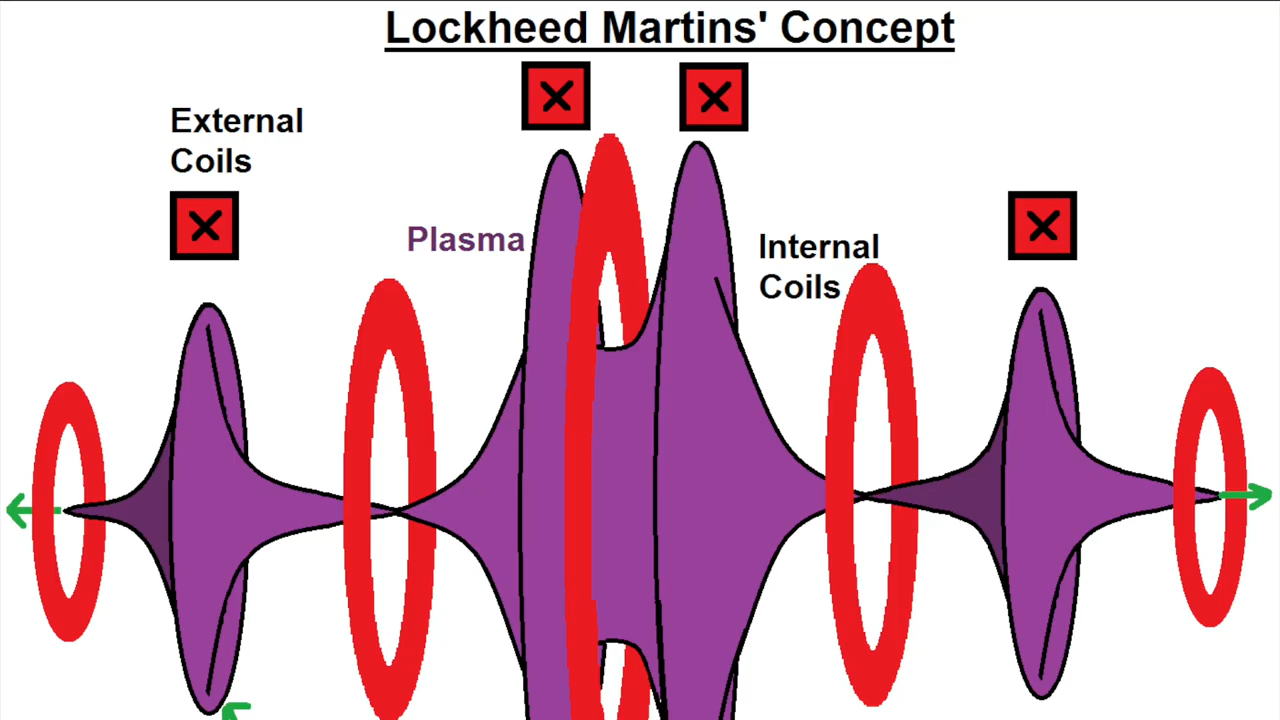 Lockheed Martins' Concept
External
Coils
Plasma
Internal
Coils